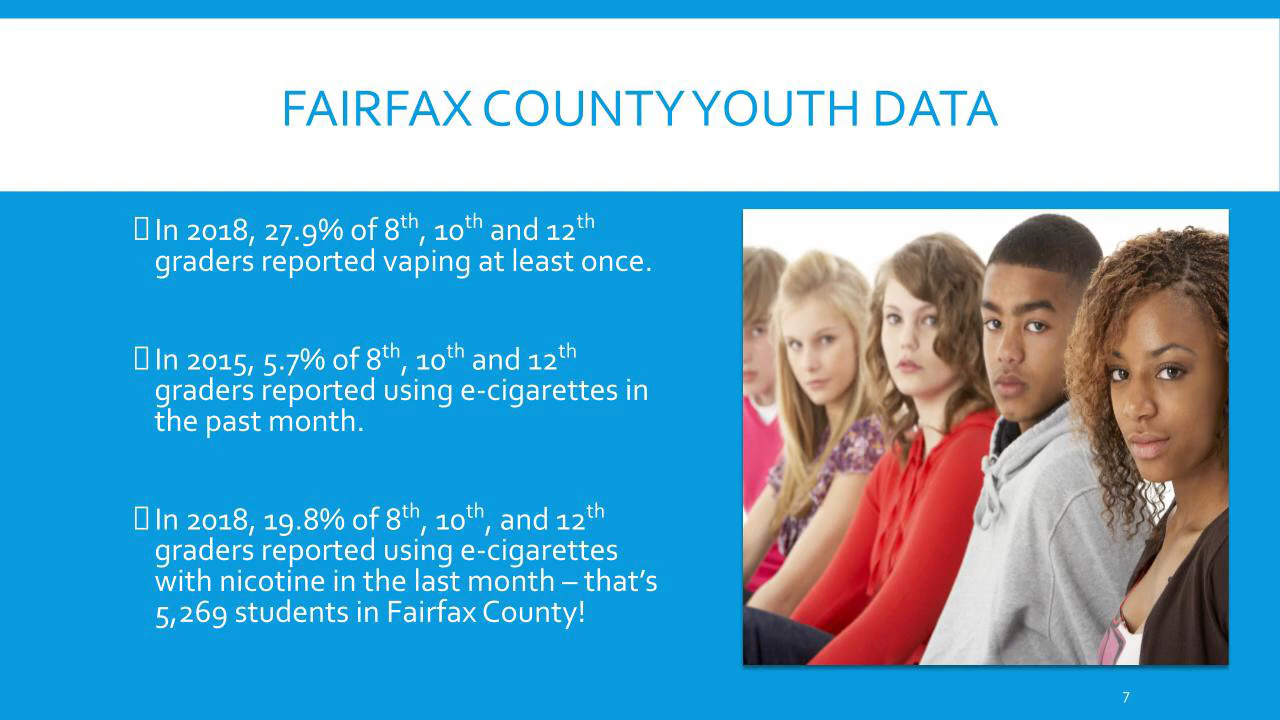 FAIRFAX COUNTY YOUTH DATA
In 2018, 27.9% of 8th, 10th and 12th
graders reported vaping at least once.
In 2015, 5.7% of 8th, 10th and 12th
graders reported using e-cigarettes in
the past month.
In 2018, 19.8% of 8th, 10th, and 12th
graders reported using e-cigarettes
with nicotine in the last month – that’s
5,269 students in Fairfax County!
7